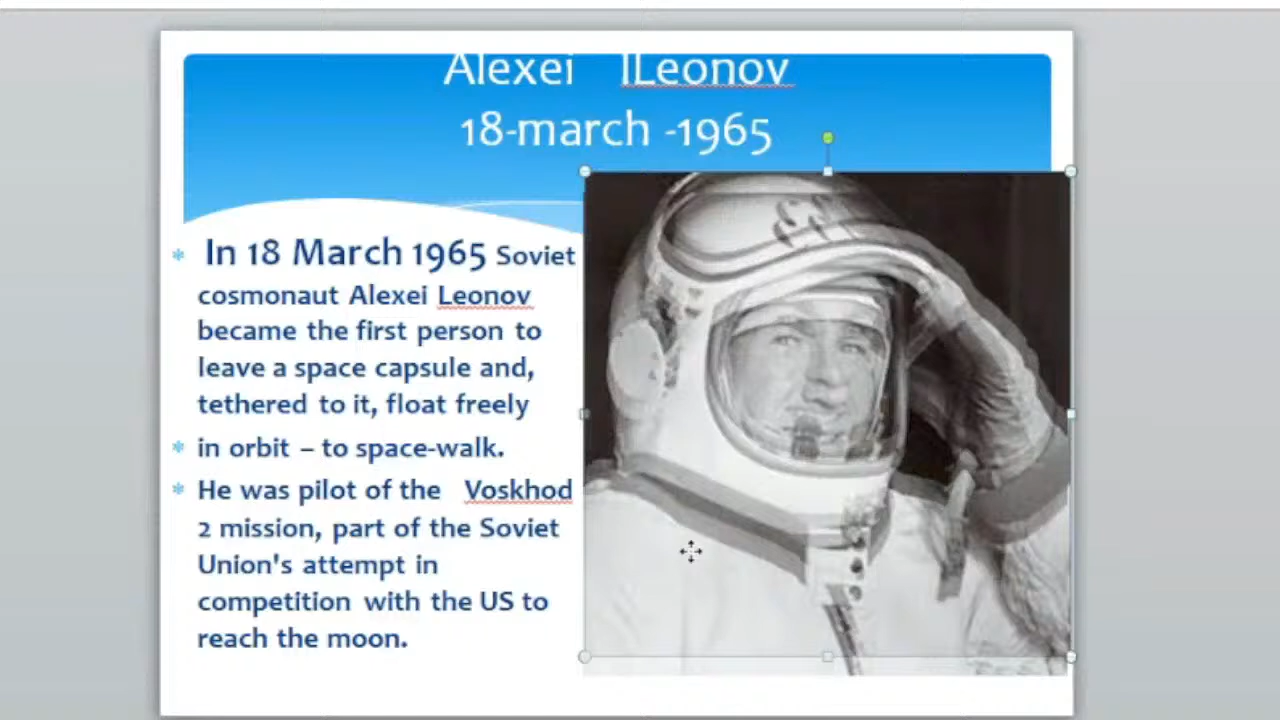 Alexei lLeonov
18-march -1965
In 18 March 1965 Soviet
cosmonaut Alexei Leonov
became the first person to
leave a space capsule and,
tethered to it, float freely
in orbit – to space-walk.
He was pilot of the Voskhod
2 mission, part of the Soviet
Union's attempt in
competition with the US to
reach the moon.